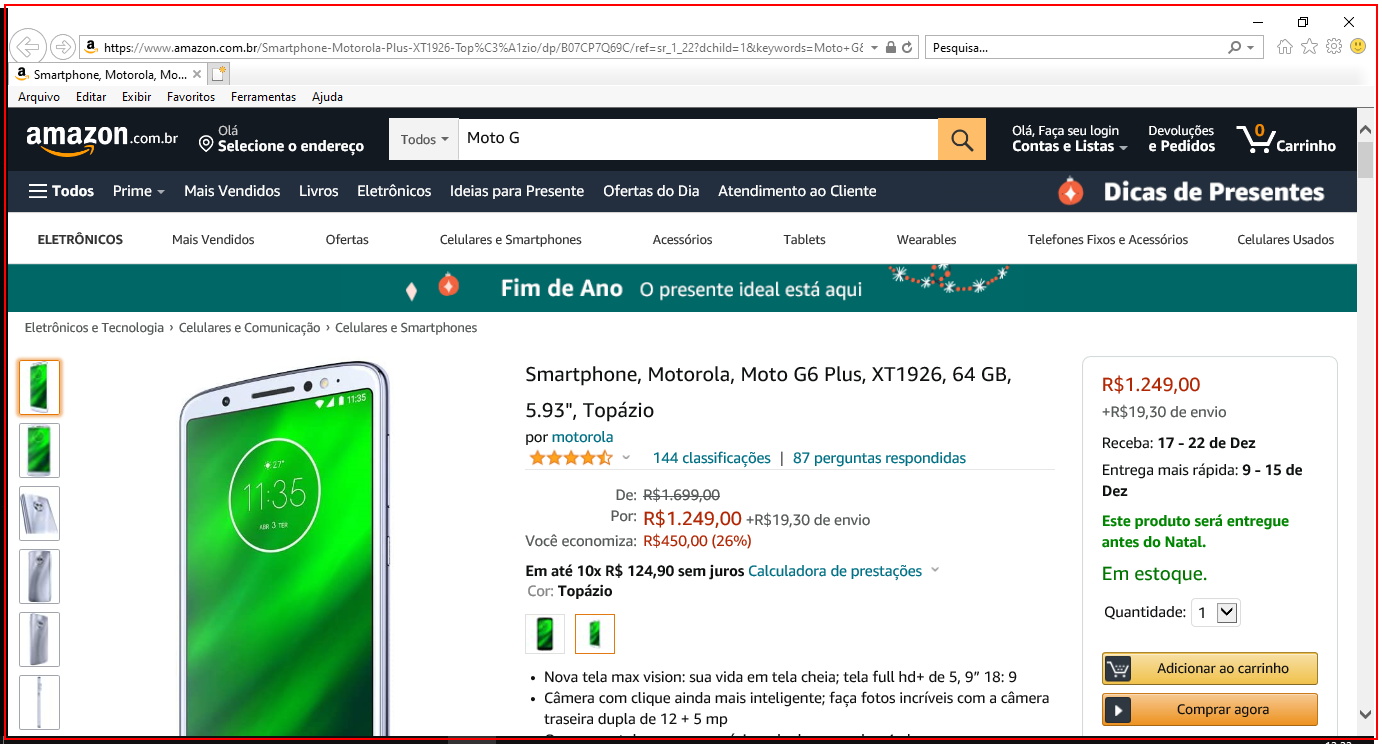 https://www.amazon.com.br/Smartphone-Motorola-Plus-XT1926-Top%C3%A1zio/dp/B07CP7Q69C/ref=sr_1_22?dchild=1&keywords=Moto+G&
Pesquisa...
Smartphone, Motorola, Mo...
Arquivo Editar Exibir Favoritos Ferramentas Ajuda
amazon.com.br
Olá
Selecione o endereço
Todos
Moto G
Olá, Faça seu login
Contas e Listas
Devoluções
e Pedidos
0
Carrinho
Todos Prime Mais Vendidos Livros Eletrônicos Ideias para Presente Ofertas do Dia Atendimento ao Cliente
Dicas de Presentes
ELETRÔNICOS Mais Vendidos Ofertas Celulares e Smartphones Acessórios Tablets Wearables Telefones Fixos e Acessórios Celulares Usados
Fim de Ano O presente ideal está aqui
Eletrônicos e Tecnologia › Celulares e Comunicação › Celulares e Smartphones
11:35
27°
11:35
ABR 3 TER
Smartphone, Motorola, Moto G6 Plus, XT1926, 64 GB,
5.93", Topázio
por motorola
144 classificações | 87 perguntas respondidas
De: R$1.699,00
Por: R$1.249,00 +R$19,30 de envio
Você economiza: R$450,00 (26%)
Em até 10x R$ 124,90 sem juros Calculadora de prestações
Cor: Topázio
• Nova tela max vision: sua vida em tela cheia; tela full hd+ de 5, 9” 18: 9
• Câmera com clique ainda mais inteligente; faça fotos incríveis com a câmera
traseira dupla de 12 + 5 mp
R$1.249,00
+R$19,30 de envio
Receba: 17 - 22 de Dez
Entrega mais rápida: 9 - 15 de
Dez
Este produto será entregue
antes do Natal.
Em estoque.
Quantidade: 1
Adicionar ao carrinho
Comprar agora